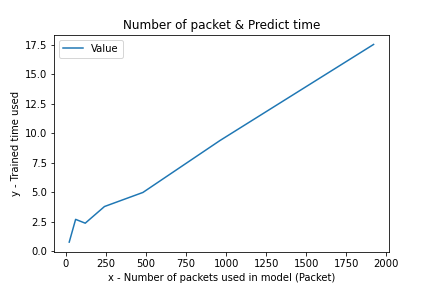 Number of packet & Predict time
Value
y - Trained time used
17.5
15.0
12.5
10.0
7.5
5.0
2.5
0.0
0 250 500 750 1000 1250 1500 1750 2000
x - Number of packets used in model (Packet)